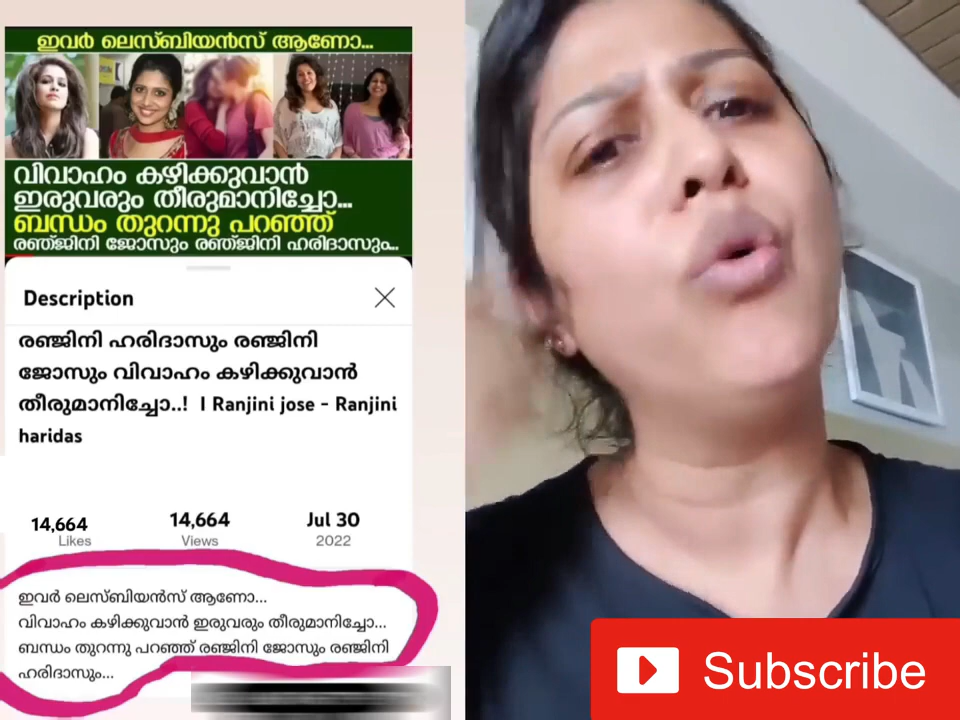 ഇവർ ലെസ്ബിയൻസ് ആണോ...
വിവാഹം കഴിക്കുവാൻ
ഇരുവരും തീരുമാനിച്ചോ...
ബന്ധം തുറന്നു പറഞ്ഞ്
രഞ്ജിനി ജോസും രഞ്ജിനി ഹരിദാസും...
Description
രഞ്ജിനി ഹരിദാസും രഞ്ജിനി
ജോസും വിവാഹം കഴിക്കുവാൻ
തീരുമാനിച്ചോ..! I Ranjini jose - Ranjini
haridas
14,664 14,664 Jul 30
Likes Views 2022
ഇവർ ലെസ്ബിയൻസ് ആണോ...
വിവാഹം കഴിക്കുവാൻ ഇരുവരും തീരുമാനിച്ചോ...
ബന്ധം തുറന്നു പറഞ്ഞ് രഞ്ജിനി ജോസും രഞ്ജിനി
ഹരിദാസും...
Subscribe